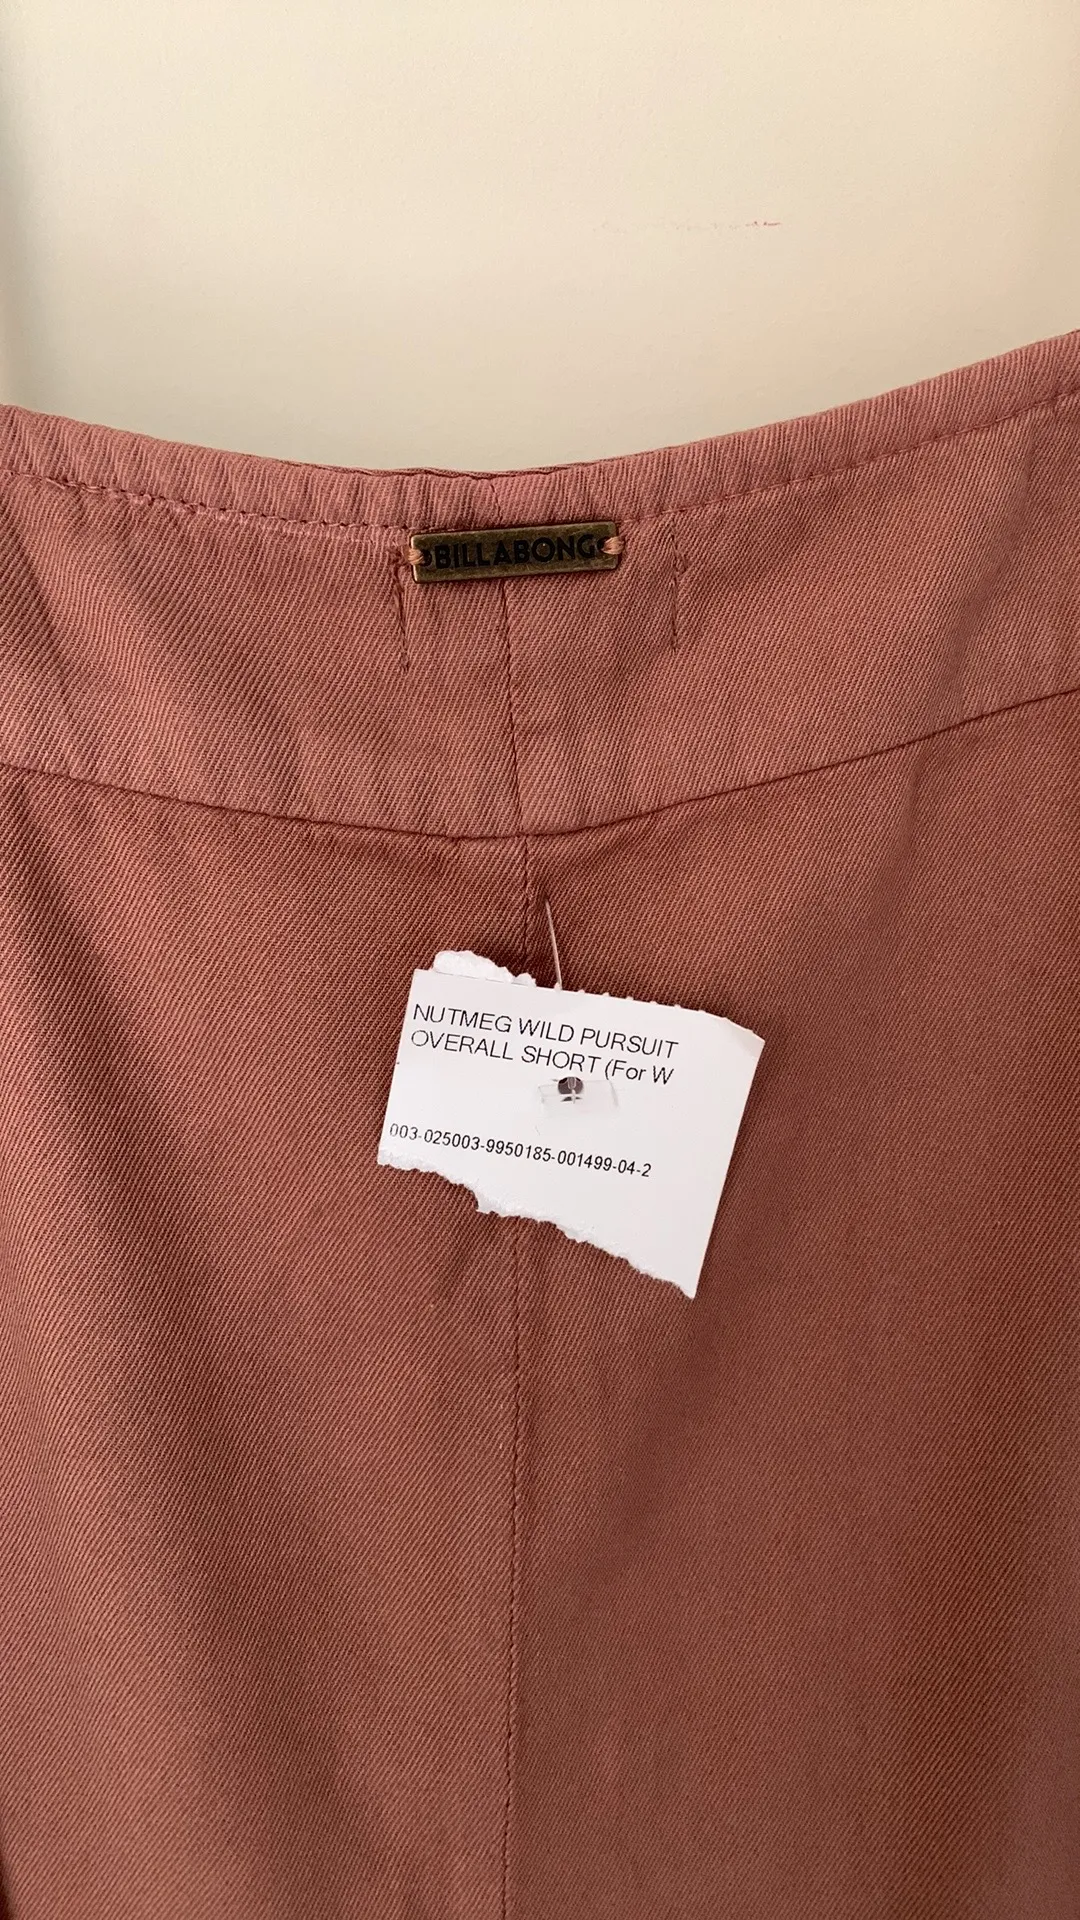 BILLABONG
NUTMEG WILD PURSUIT
OVERALL SHORT (For W
003-025003-9950185-001499-04-2